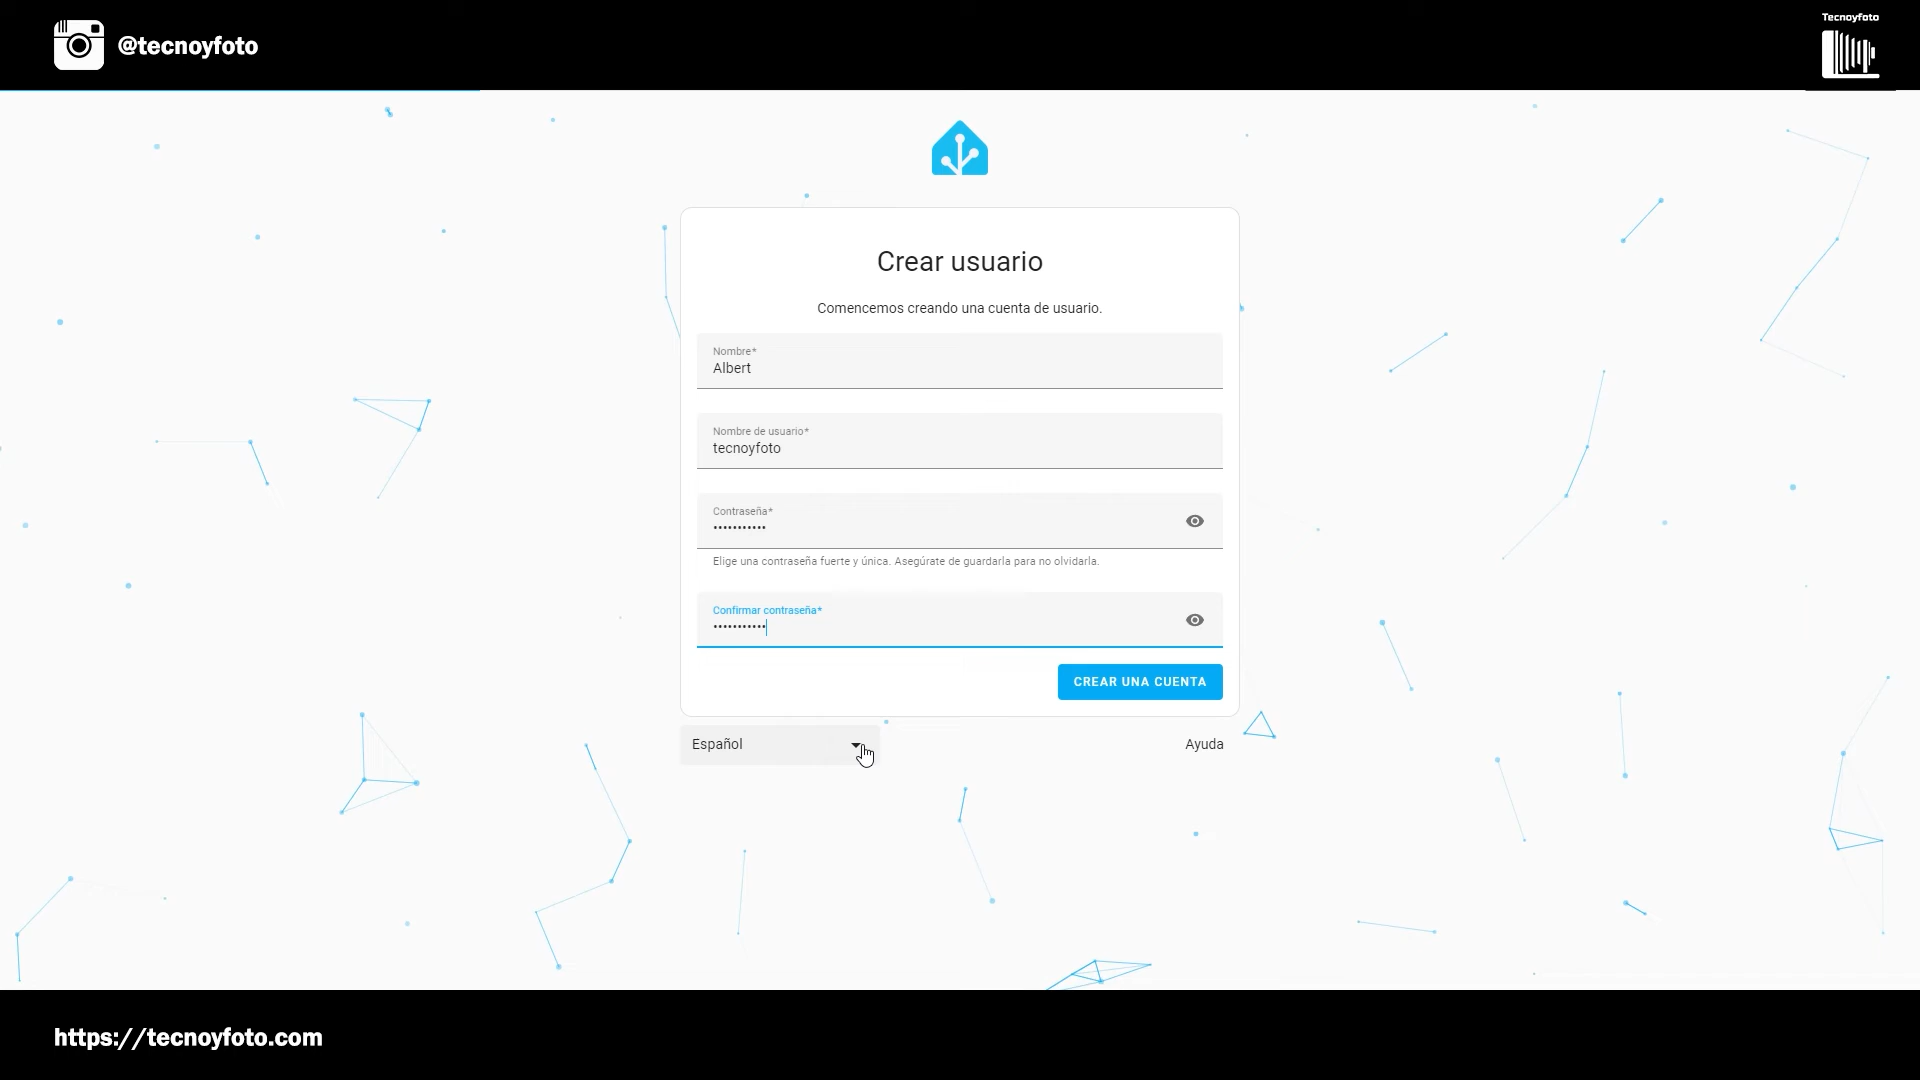 @tecnoyfoto
Tecnoyfoto
Crear usuario
Comencemos creando una cuenta de usuario.
Nombre*
Albert
Nombre de usuario*
tecnoyfoto
Contraseña*
•••••••••••
Elige una contraseña fuerte y única. Asegúrate de guardarla para no olvidarla.
Confirmar contraseña*
•••••••••••
CREAR UNA CUENTA
Español
Ayuda
https://tecnoyfoto.com